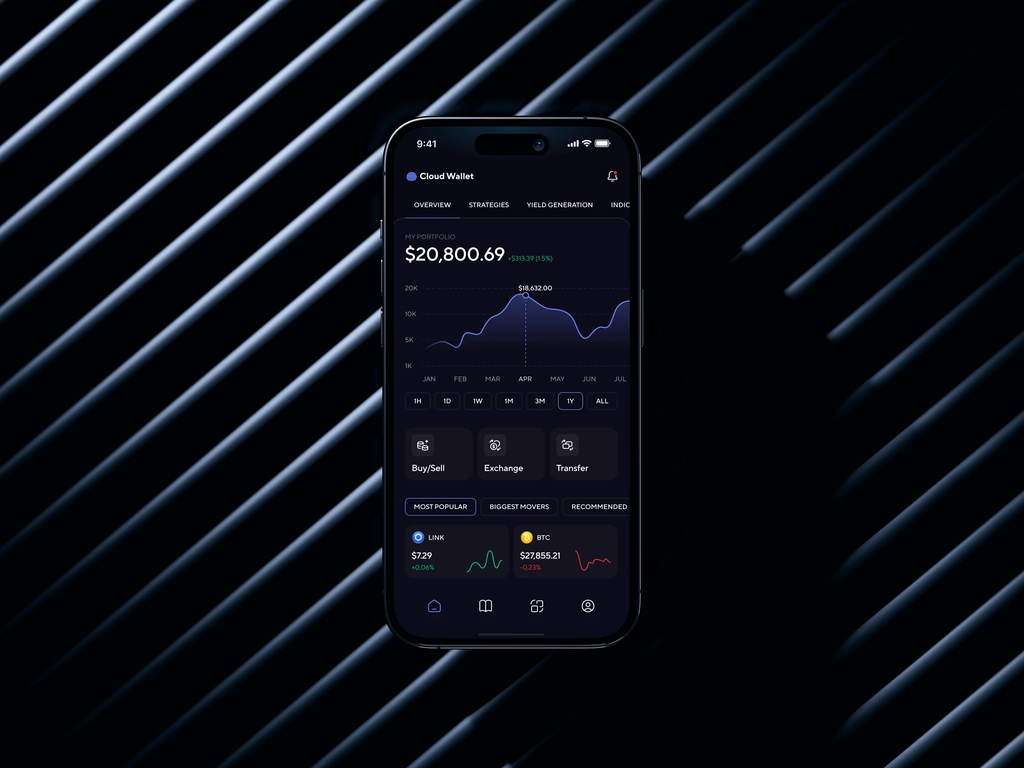 9:41
Cloud Wallet
OVERVIEW STRATEGIES YIELD GENERATION INDIC
MY PORTFOLIO
$20,800.69 +$313.39 (1.5%)
$18,632.00
20K
10K
5K
1K
JAN FEB MAR APR MAY JUN JUL
1H 1D 1W 1M 3M 1Y ALL
Buy/Sell Exchange Transfer
MOST POPULAR BIGGEST MOVERS RECOMMENDED
LINK BTC
$7.29 $27,855.21
+0,06% -0.23%